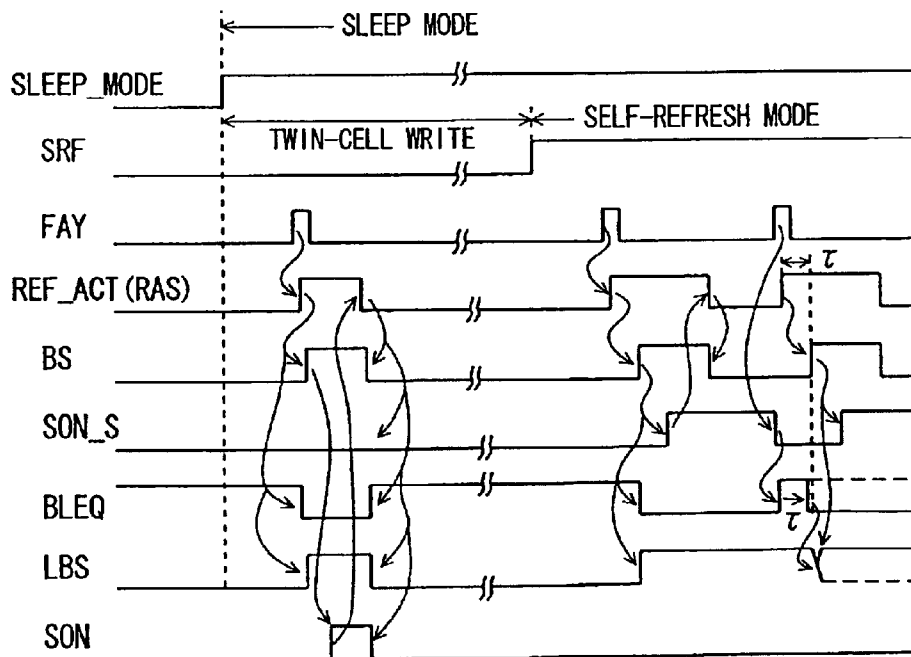 SLEEP MODE
SLEEP_MODE
TWIN-CELL WRITE
SELF-REFRESH MODE
SRF
FAY
REF_ACT(RAS)
τ
BS
SON_S
BLEQ
τ
LBS
SON